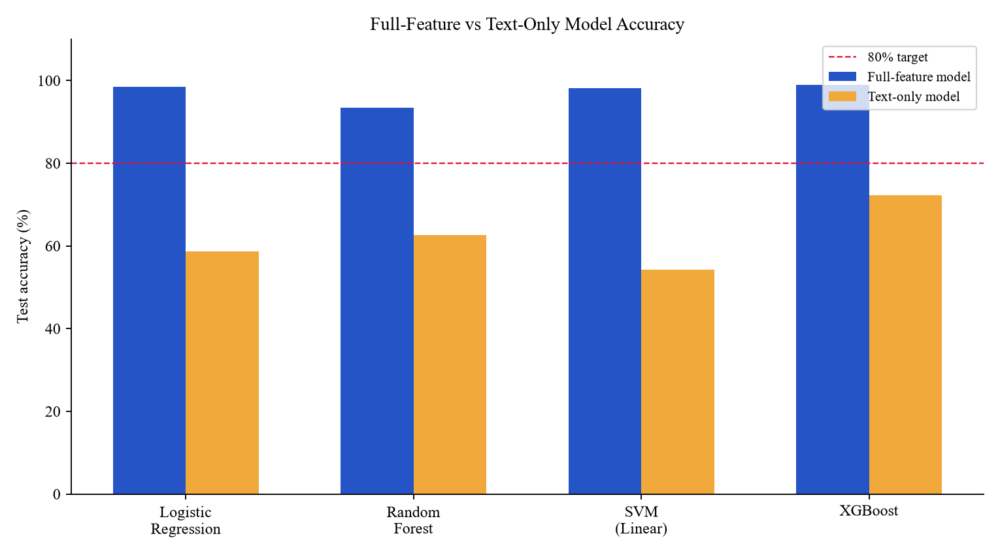 Full-Feature vs Text-Only Model Accuracy
80% target
Full-feature model
Text-only model
Test accuracy (%)
100
80
60
40
20
0
Logistic
Regression
Random
Forest
SVM
(Linear)
XGBoost